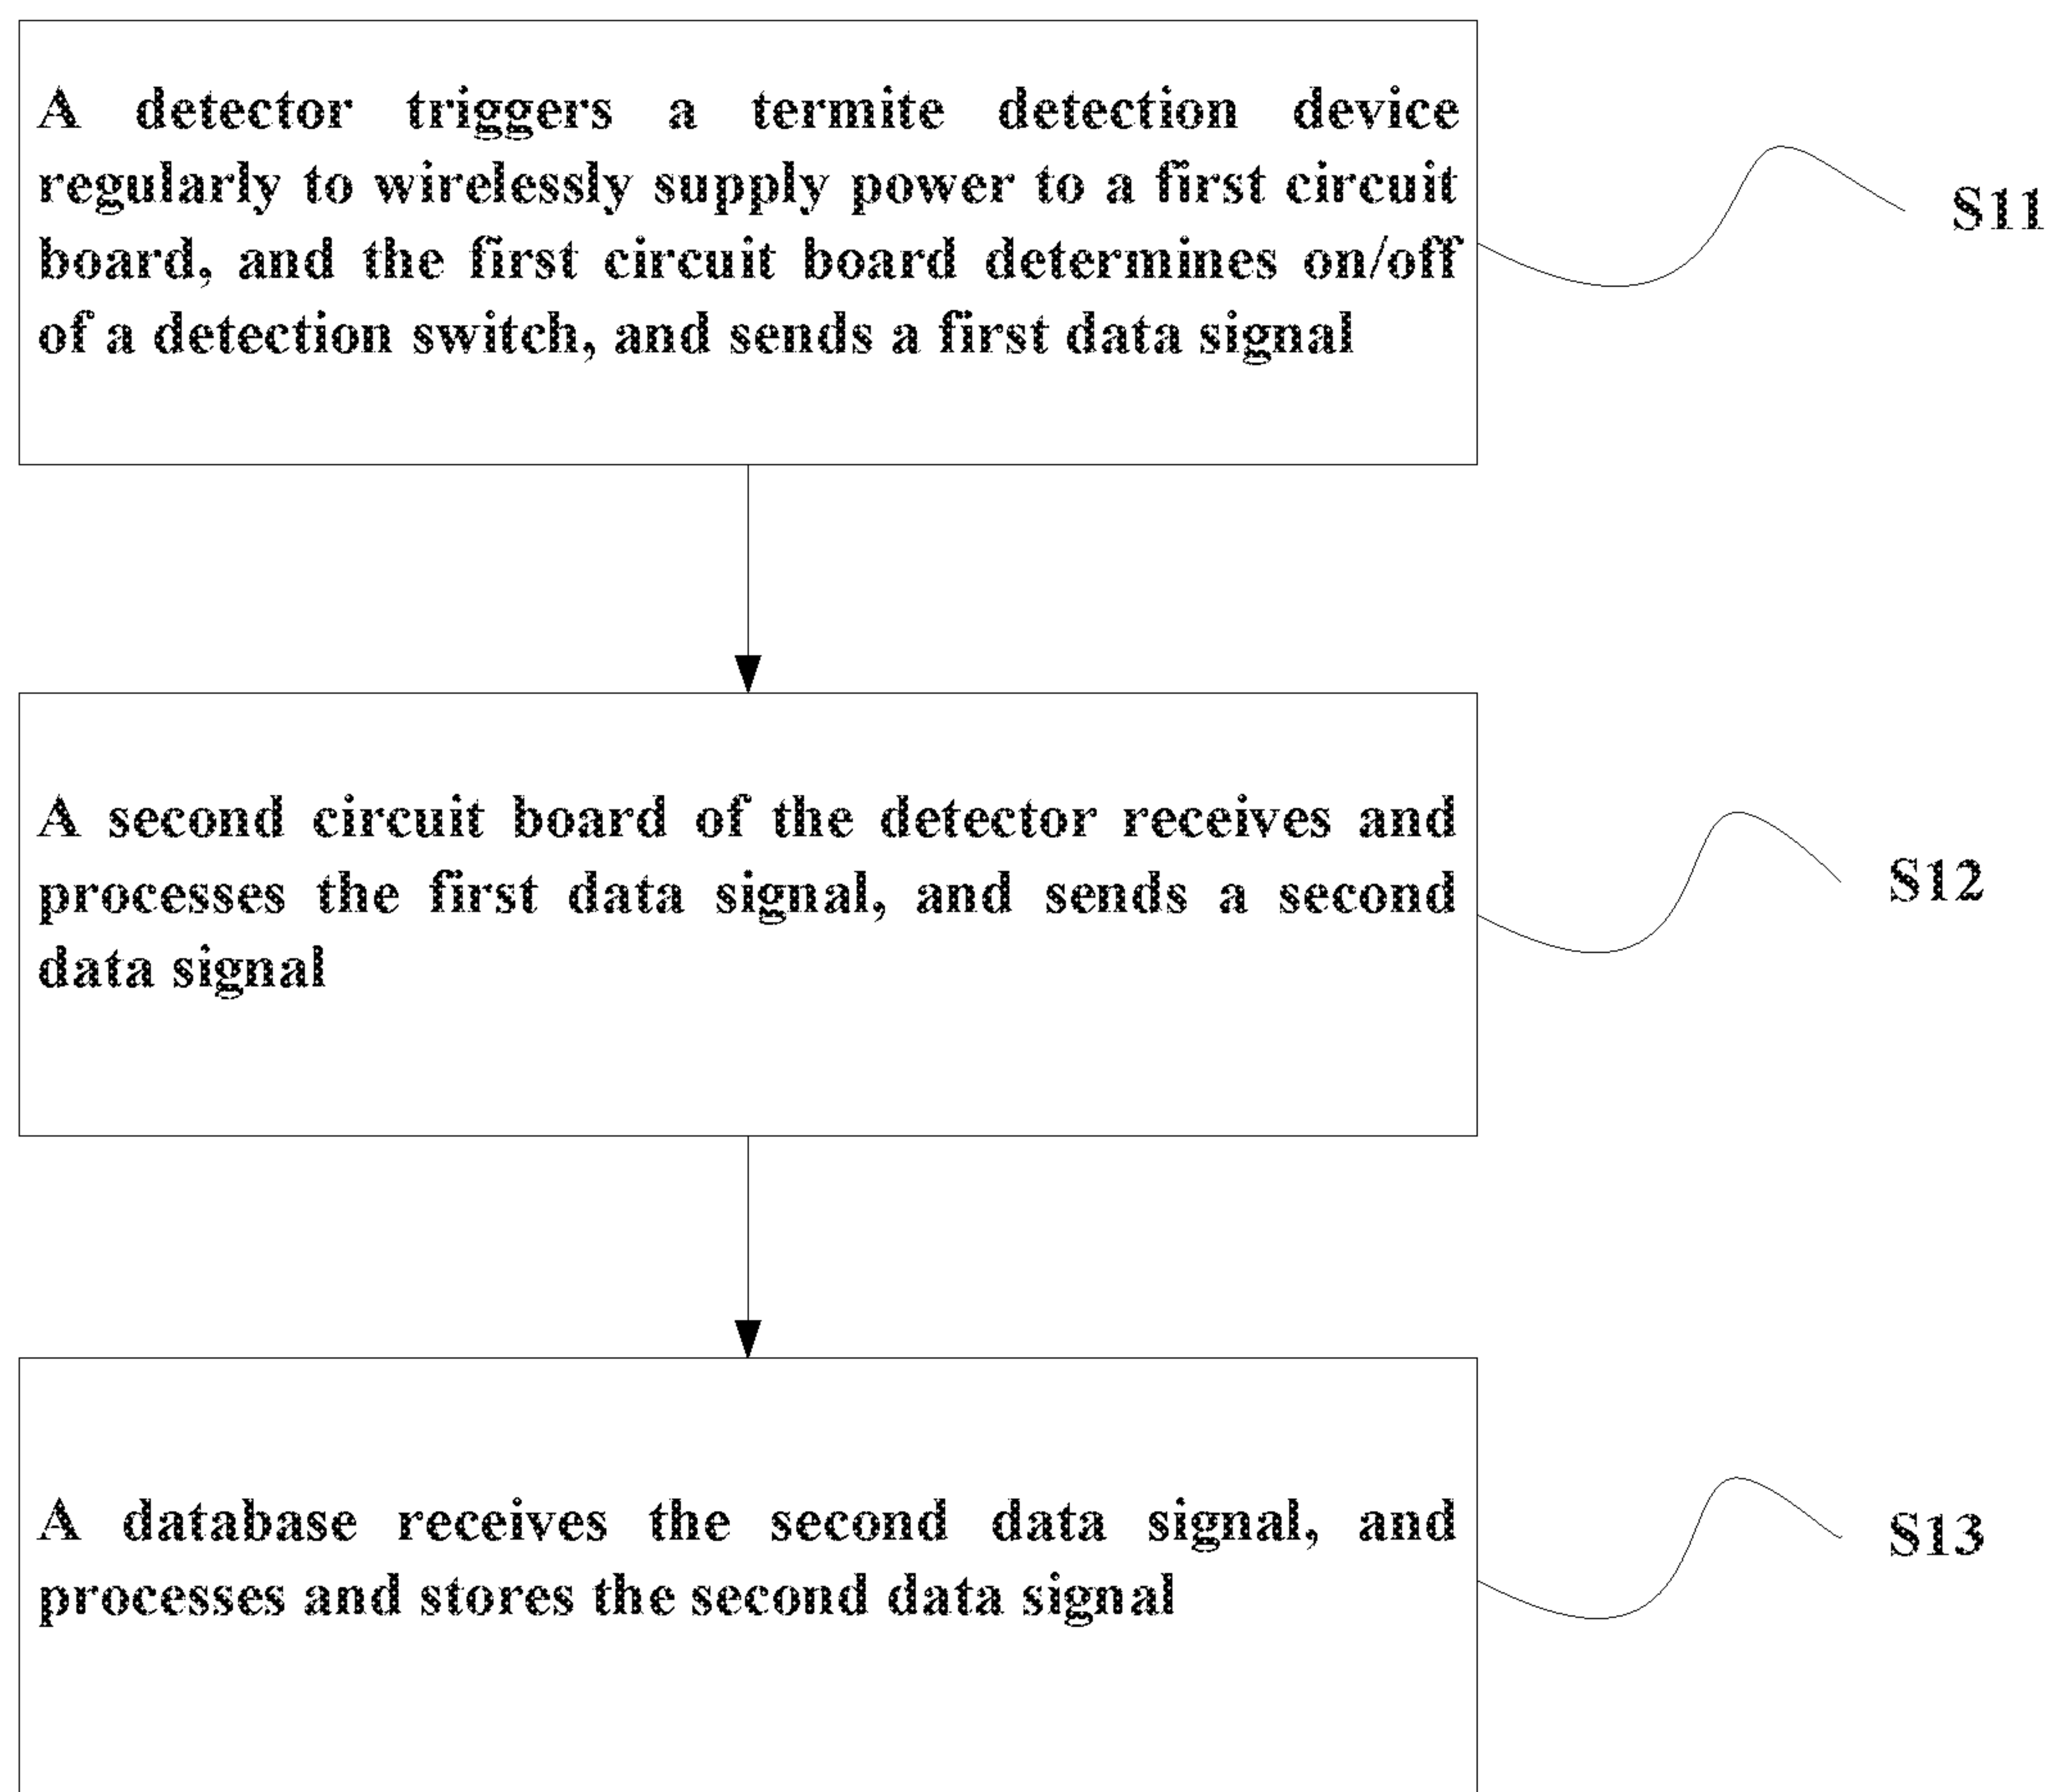 A detector triggers a termite detection device
regularly to wirelessly supply power to a first circuit
board, and the first circuit board determines on/off
of a detection switch, and sends a first data signal
S11
A second circuit board of the detector receives and
processes the first data signal, and sends a second
data signal
S12
A database receives the second data signal, and
processes and stores the second data signal
S13